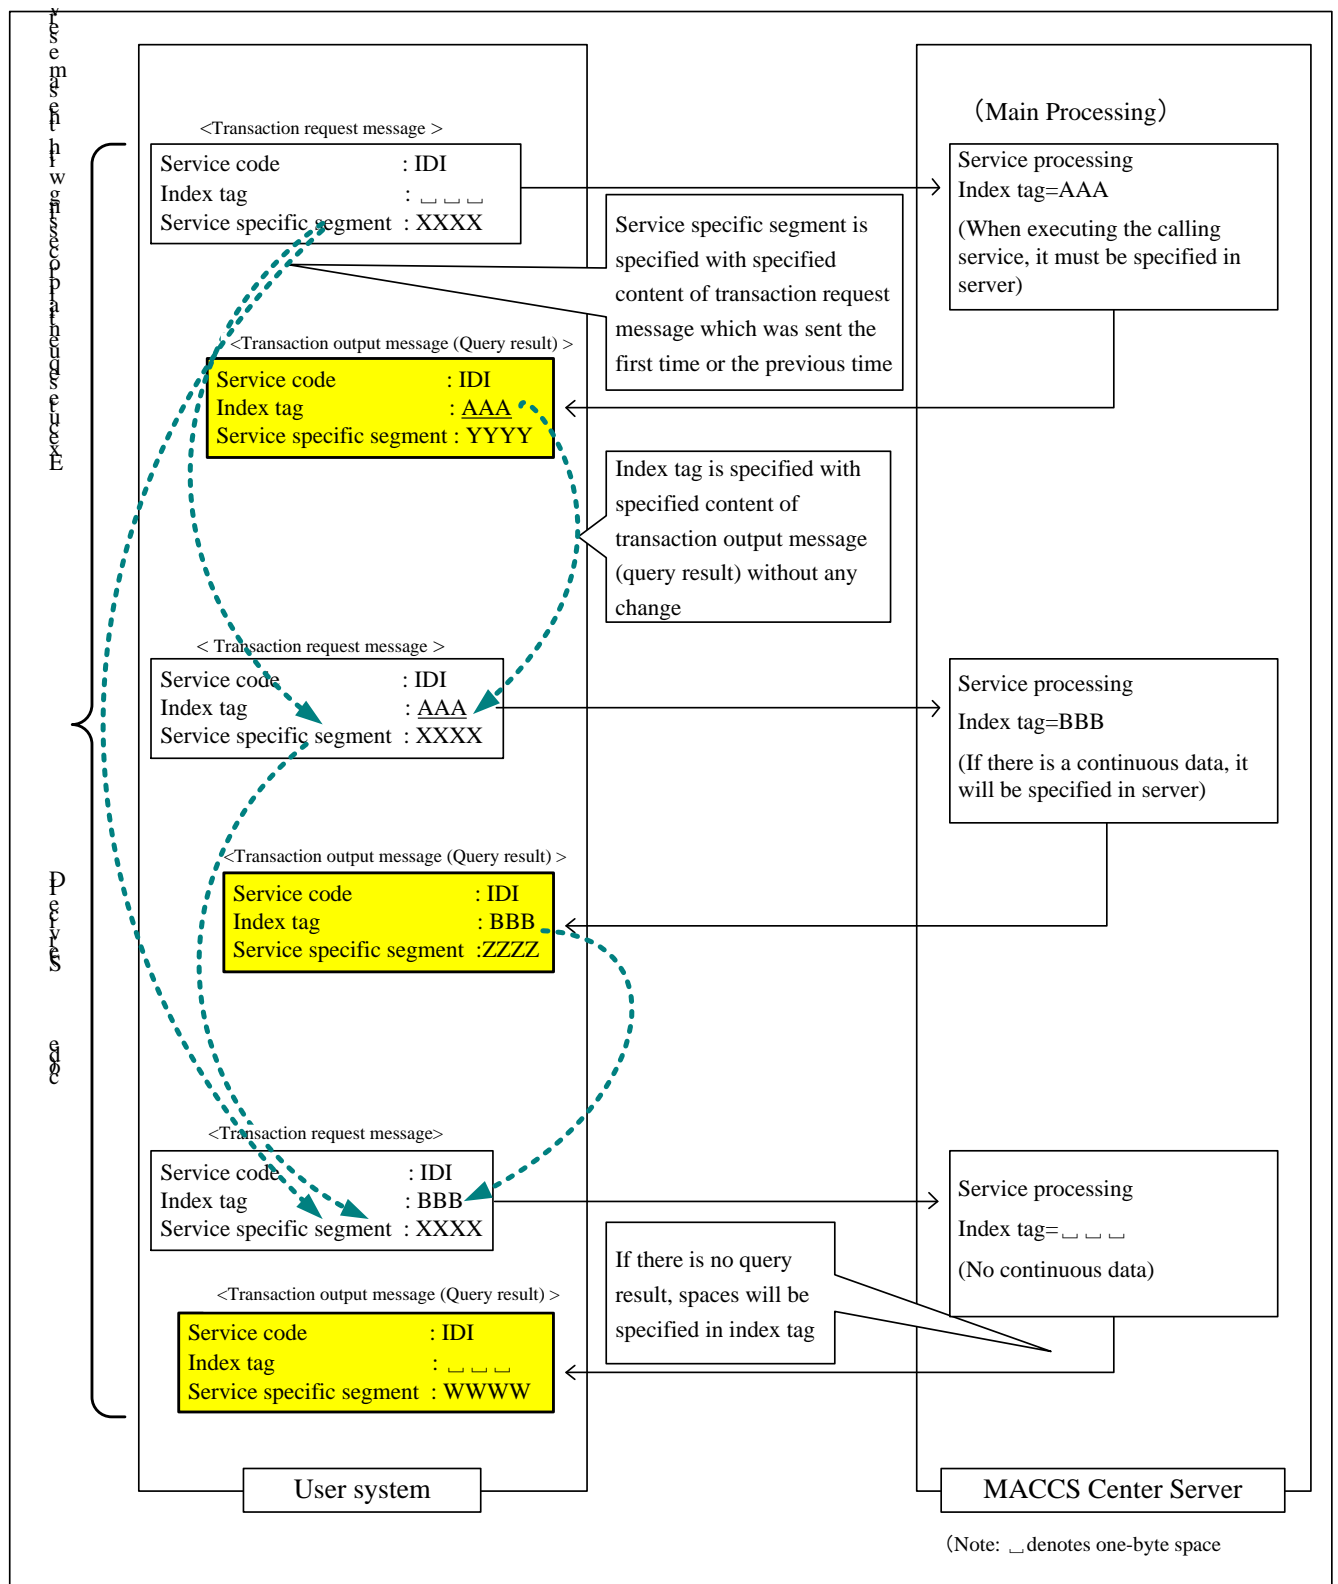 <Transaction request message >
Service code : IDI
Index tag : ␣ ␣ ␣
Service specific segment : XXXX
(Main Processing)
Service processing
Index tag=AAA
(When executing the calling
service, it must be specified in
server)
Service specific segment is
specified with specified
content of transaction request
message which was sent the
first time or the previous time
<Transaction output message (Query result) >
Service code : IDI
Index tag : AAA
Service specific segment : YYYY
Index tag is specified with
specified content of
transaction output message
(query result) without any
change
< Transaction request message >
Service code : IDI
Index tag : AAA
Service specific segment : XXXX
Service processing
Index tag=BBB
(If there is a continuous data, it
will be specified in server)
<Transaction output message (Query result) >
Service code : IDI
Index tag : BBB
Service specific segment :ZZZZ
<Transaction request message>
Service code : IDI
Index tag : BBB
Service specific segment : XXXX
Service processing
Index tag=␣ ␣ ␣
(No continuous data)
If there is no query
result, spaces will be
specified in index tag
<Transaction output message (Query result) >
Service code : IDI
Index tag : ␣ ␣ ␣
Service specific segment : WWWW
User system
MACCS Center Server
(Note: ␣denotes one-byte space